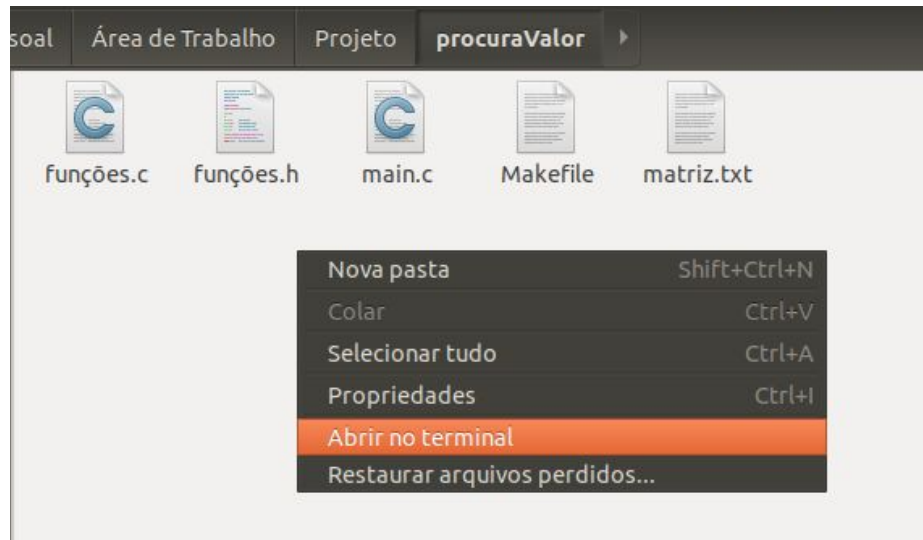 soal Área de Trabalho Projeto procuraValor
funções.c funções.h main.c Makefile matriz.txt
Nova pasta Shift+Ctrl+N
Colar Ctrl+V
Selecionar tudo Ctrl+A
Propriedades Ctrl+I
Abrir no terminal
Restaurar arquivos perdidos...